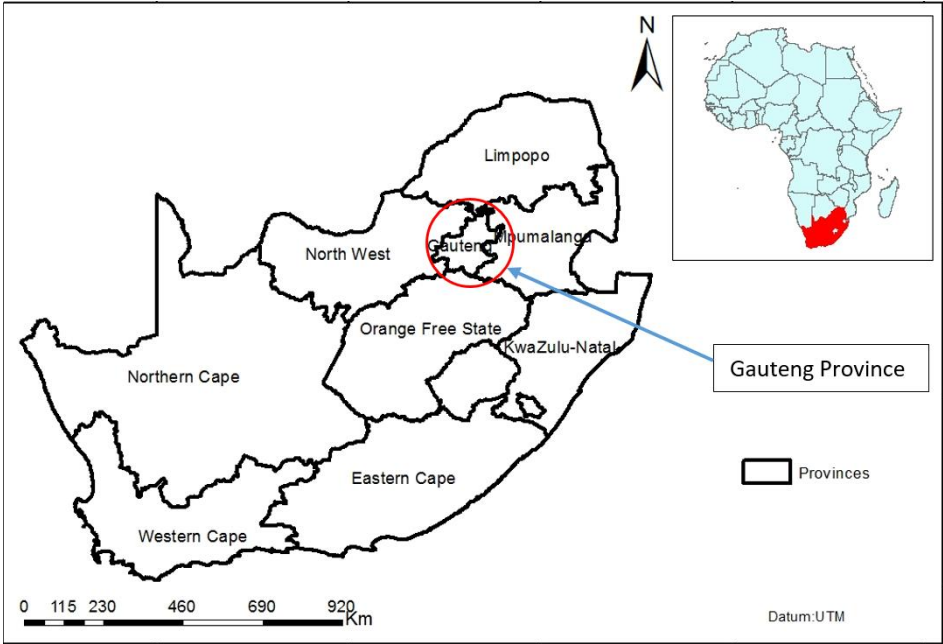 N
Limpopo
North West
Gauteng
Mpumalanga
Orange Free State
KwaZulu-Natal
Gauteng Province
Northern Cape
Provinces
Eastern Cape
Western Cape
0 115 230 460 690 920
Km
Datum:UTM